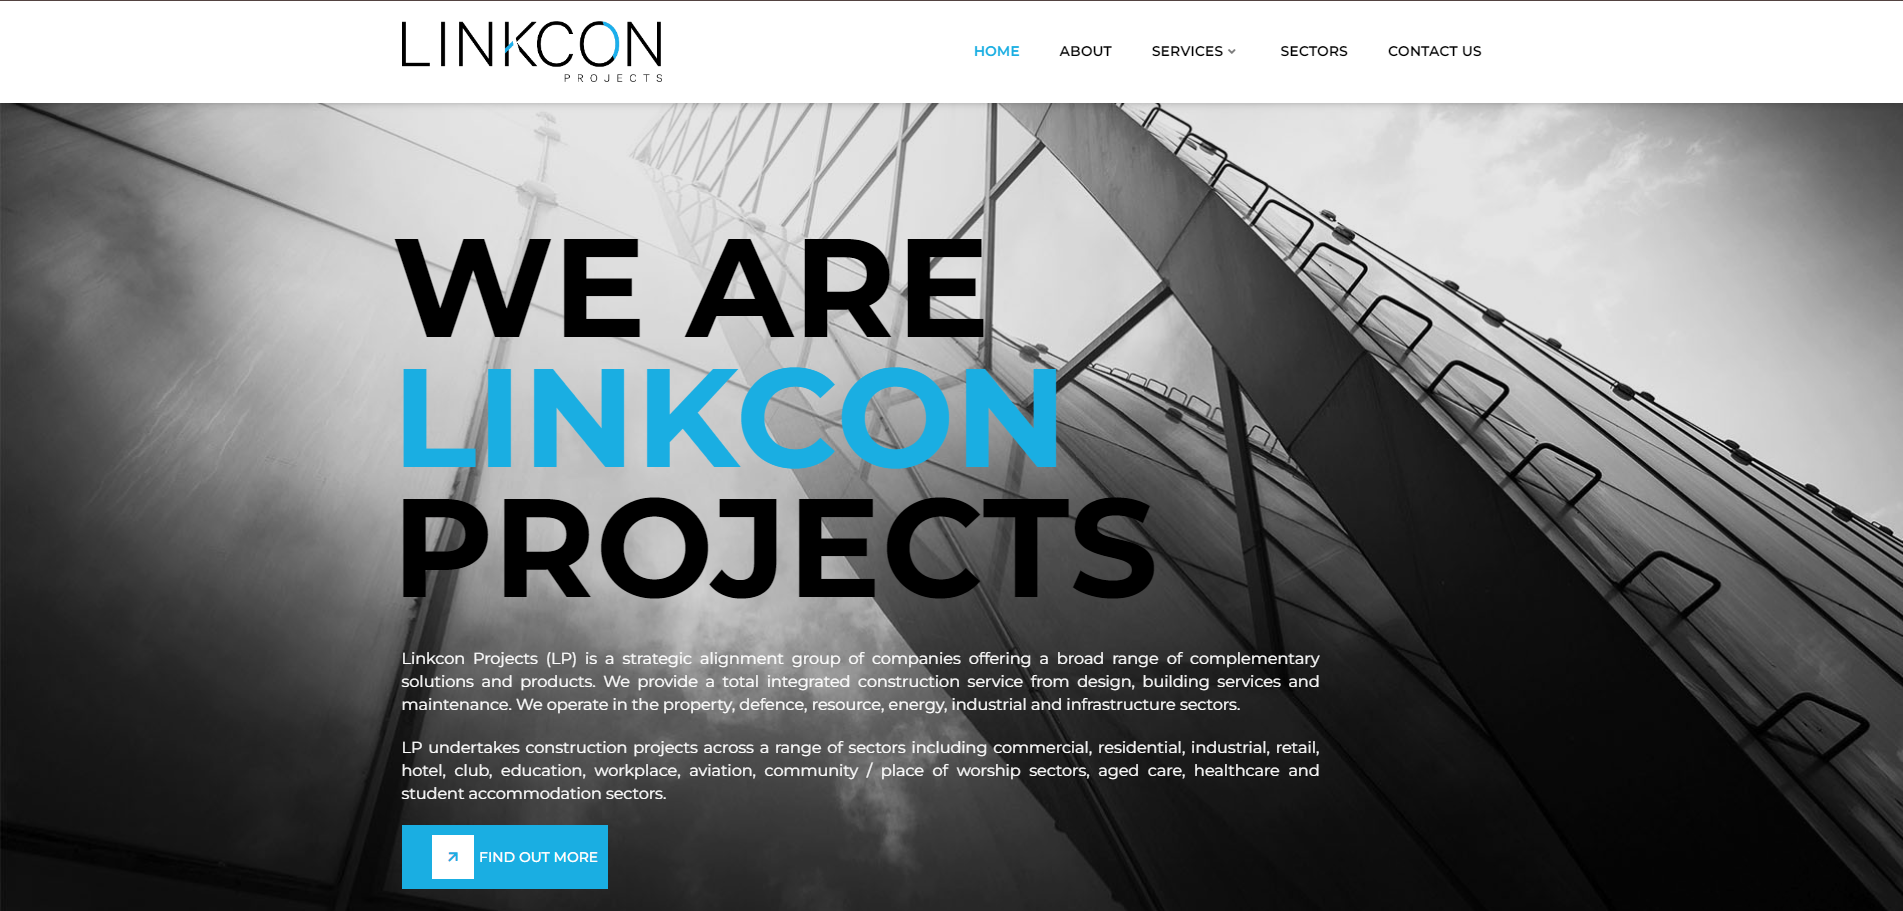 LINKCON
PROJECTS
HOME ABOUT SERVICES SECTORS CONTACT US
WE ARE
LINKCON
PROJECTS
Linkcon Projects (LP) is a strategic alignment group of companies offering a broad range of complementary
solutions and products. We provide a total integrated construction service from design, building services and
maintenance. We operate in the property, defence, resource, energy, industrial and infrastructure sectors.
LP undertakes construction projects across a range of sectors including commercial, residential, industrial, retail,
hotel, club, education, workplace, aviation, community / place of worship sectors, aged care, healthcare and
student accommodation sectors.
FIND OUT MORE